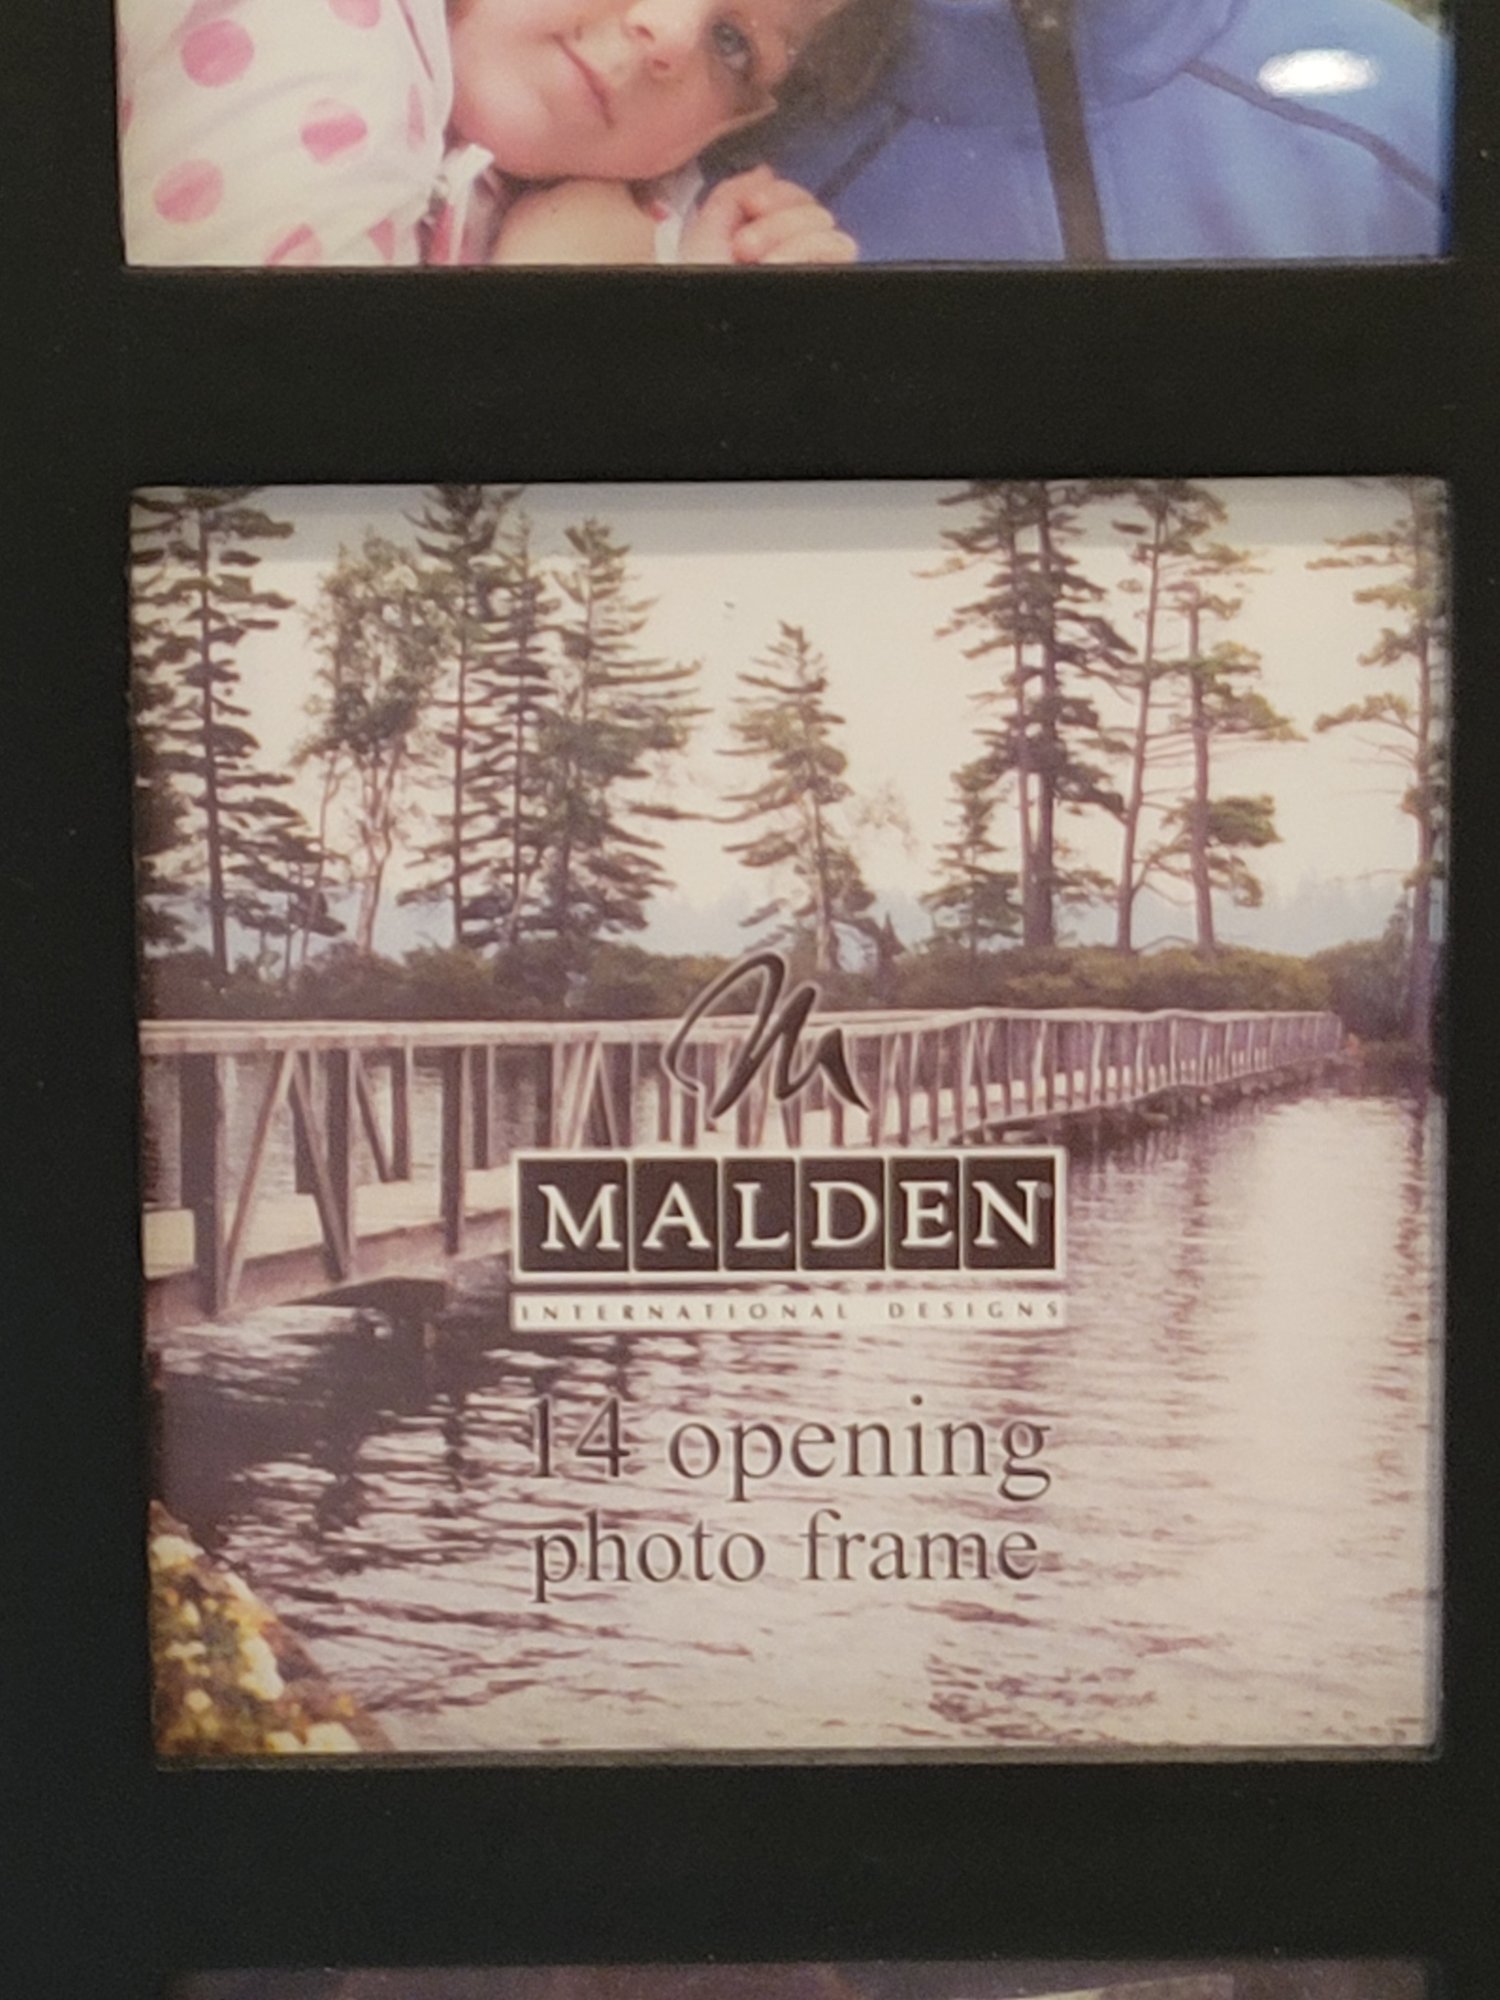 M
MALDEN®
INTERNATIONAL DESIGNS
14 opening
photo frame